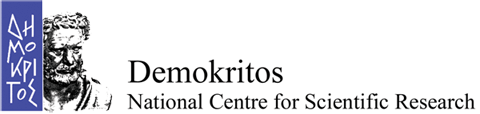 ΔΗ
ΜΟ
ΚΡΙ
ΤΟΣ
Demokritos
National Centre for Scientific Research